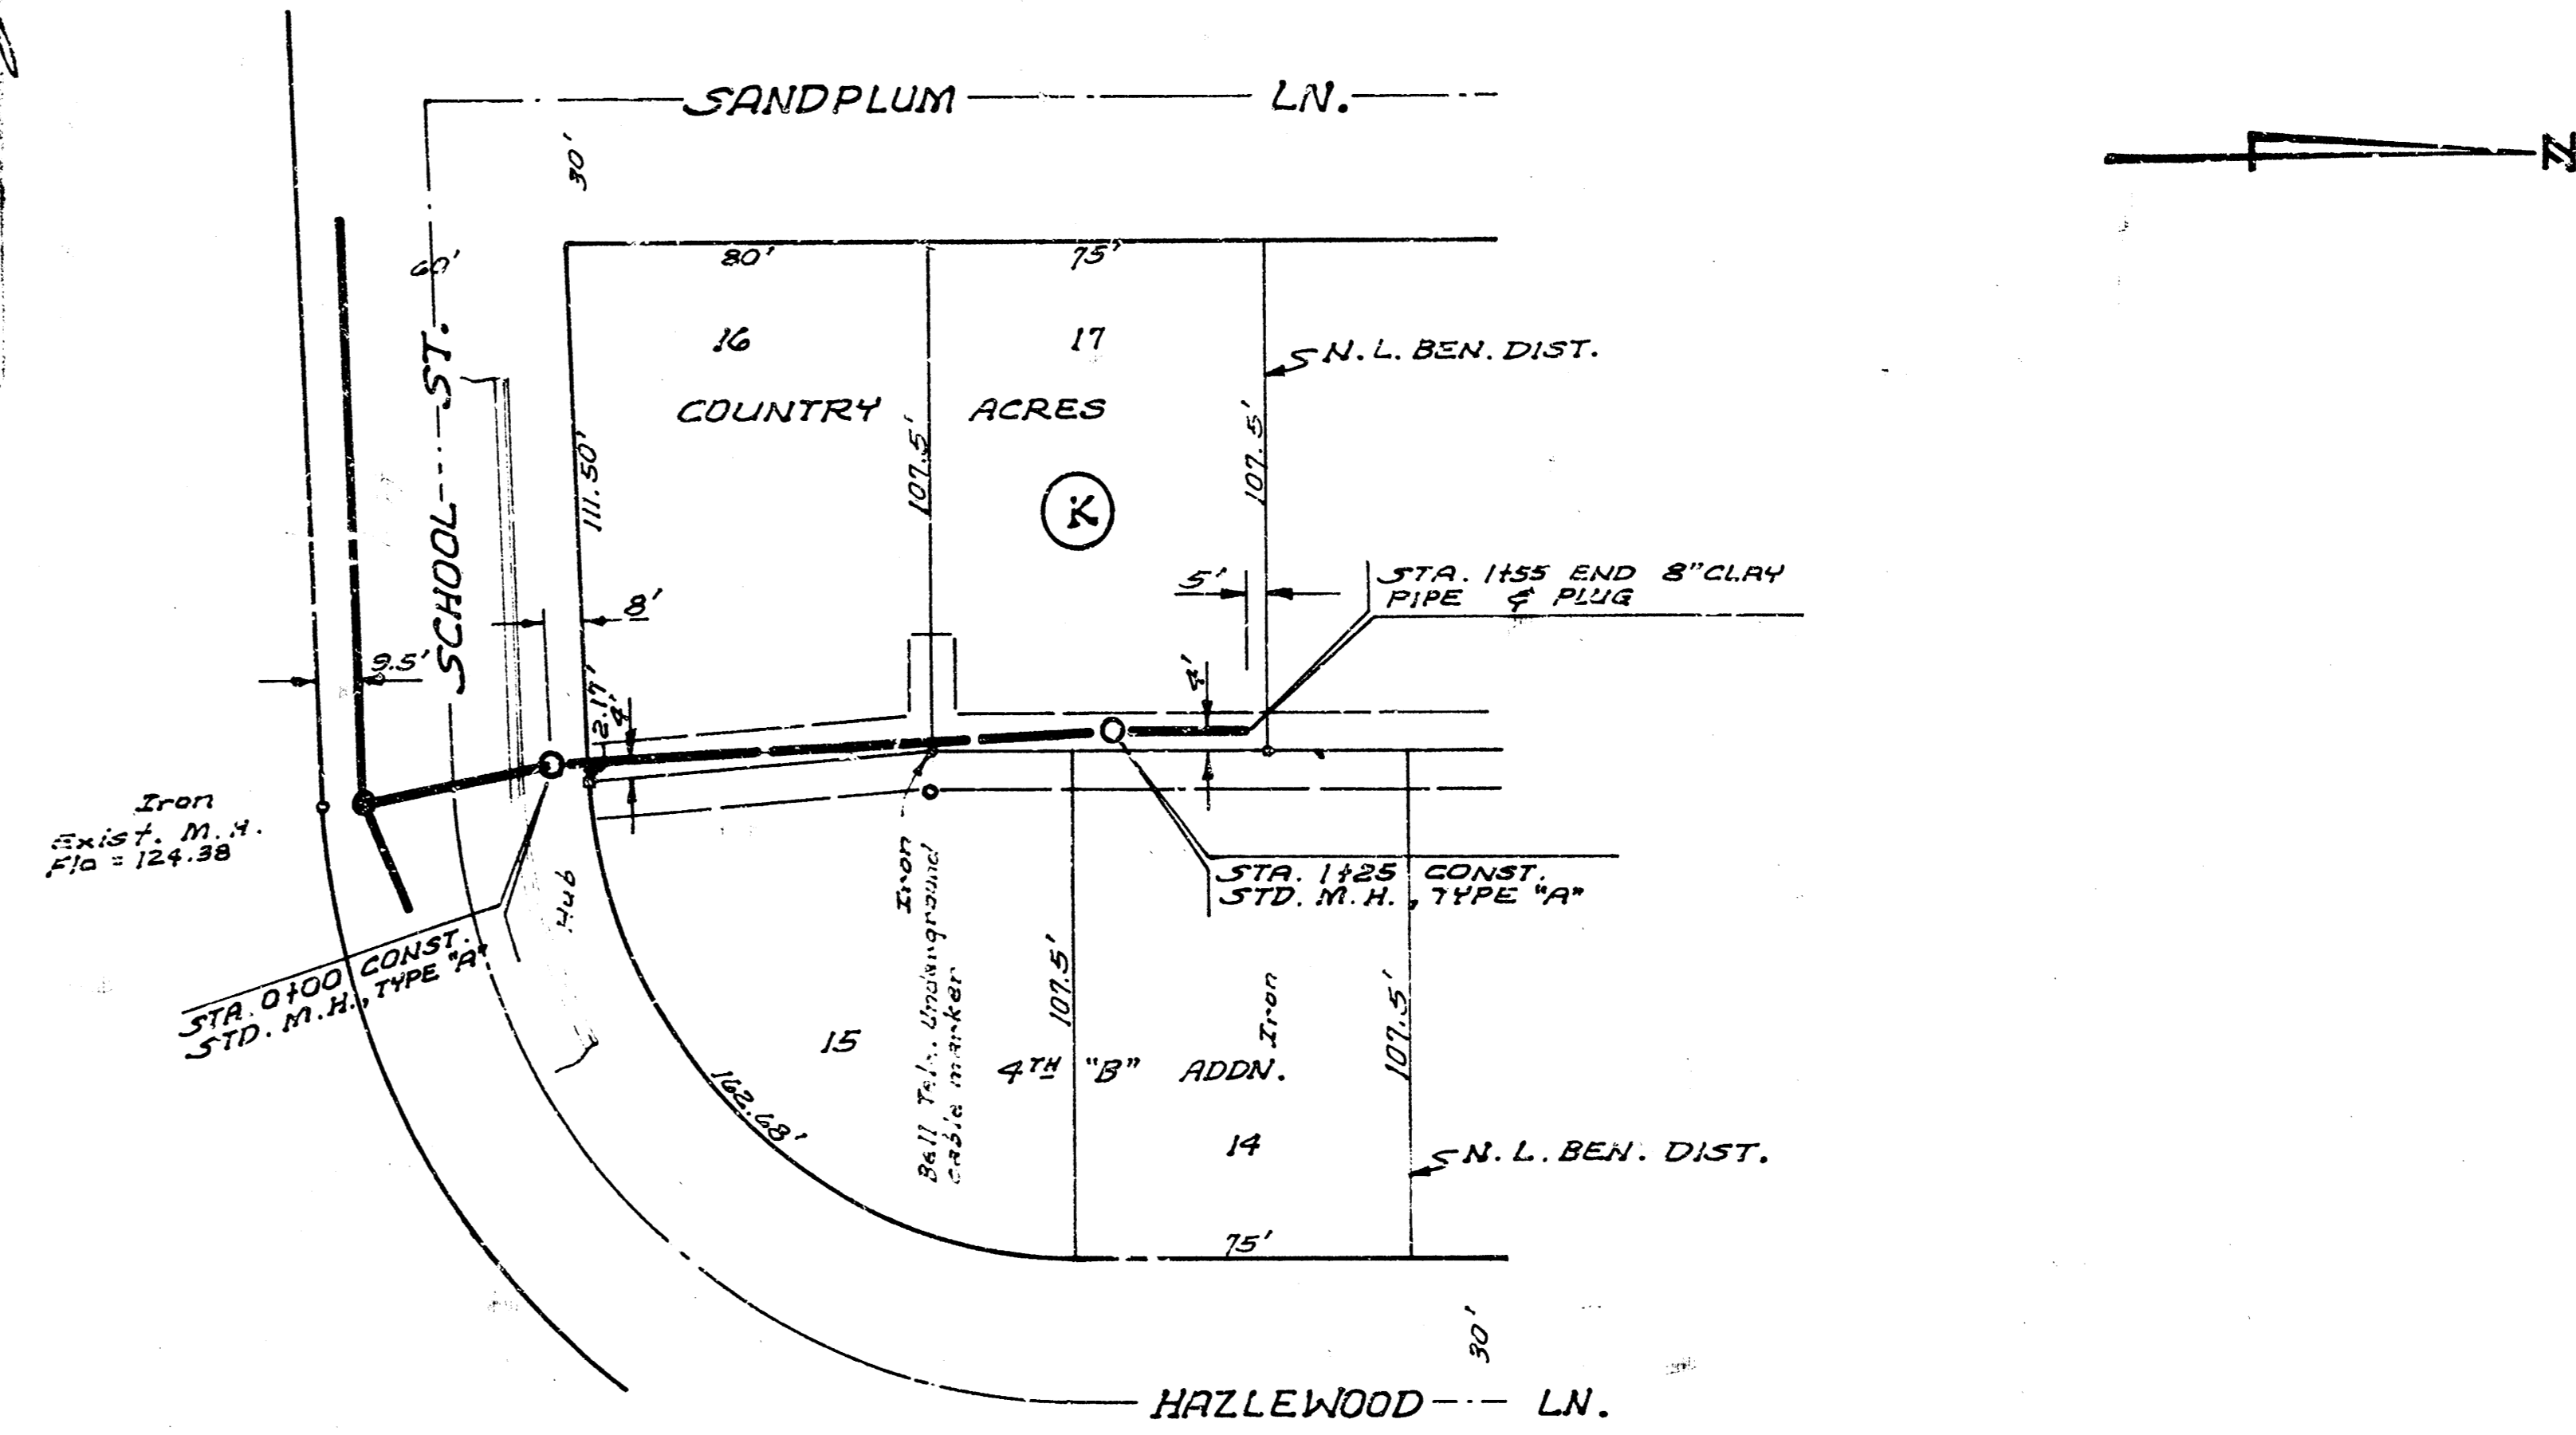 SANDPLUM LN.
N
30'
60'
80'
75'
16
17
N.L. BEN. DIST.
SCHOOL ST.
COUNTRY ACRES
111.50'
107.5'
107.5'
K
5'
STA. 1+55 END 8" CLAY
PIPE & PLUG
8'
9.5'
2.17'
4'
4'
Iron
Exist. M.H.
Flo = 124.38
STA. 0+00 CONST.
STD. M.H., TYPE "A"
Hub
Iron
Bell Tele. Underground
cable marker
STA. 1+25 CONST.
STD. M.H., TYPE "A"
107.5'
Iron
107.5'
15
4TH "B" ADDN.
162.68'
14
N.L. BEN. DIST.
75'
30'
HAZLEWOOD LN.